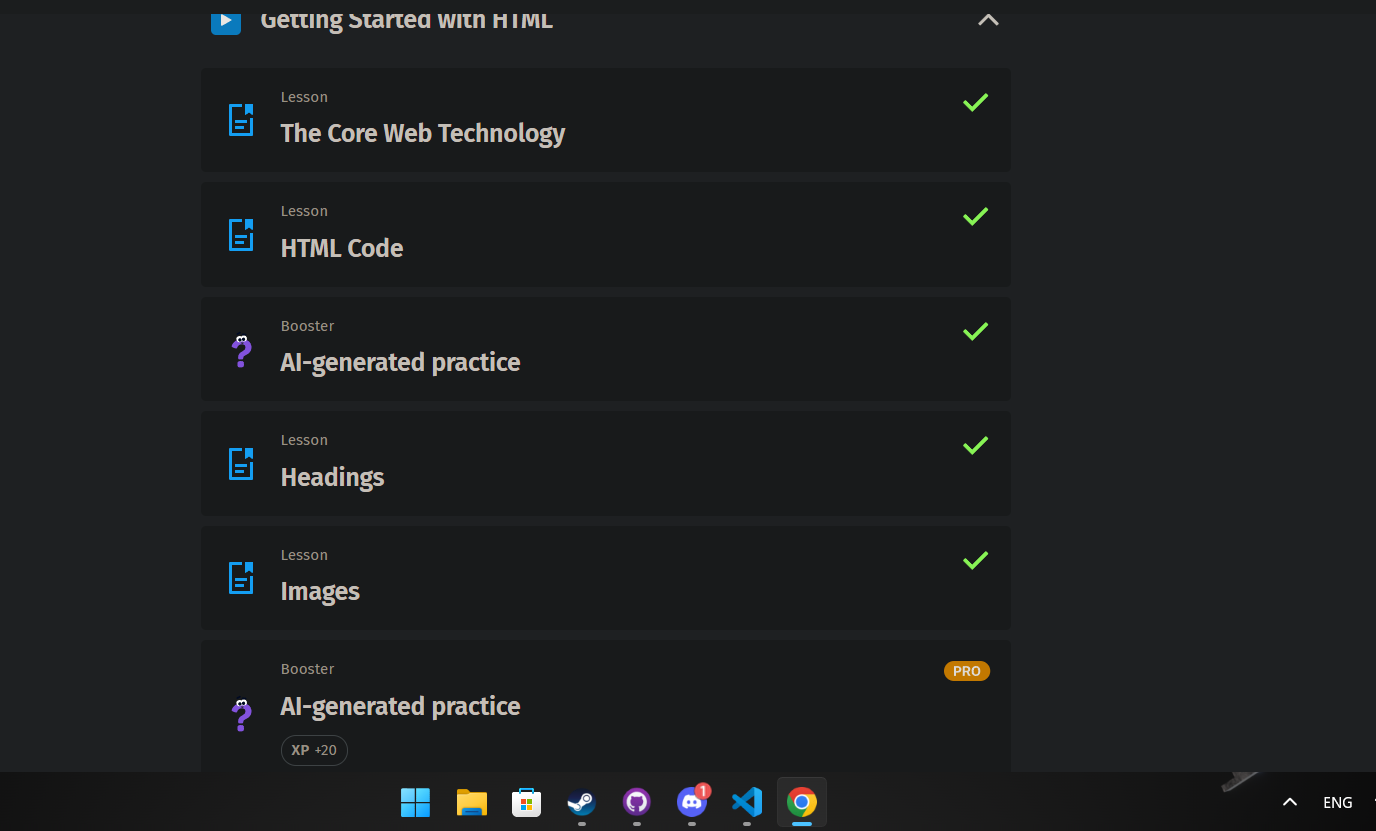 Getting Started with HTML
Lesson
The Core Web Technology
Lesson
HTML Code
Booster
AI-generated practice
Lesson
Headings
Lesson
Images
Booster
PRO
AI-generated practice
XP +20
1
ENG